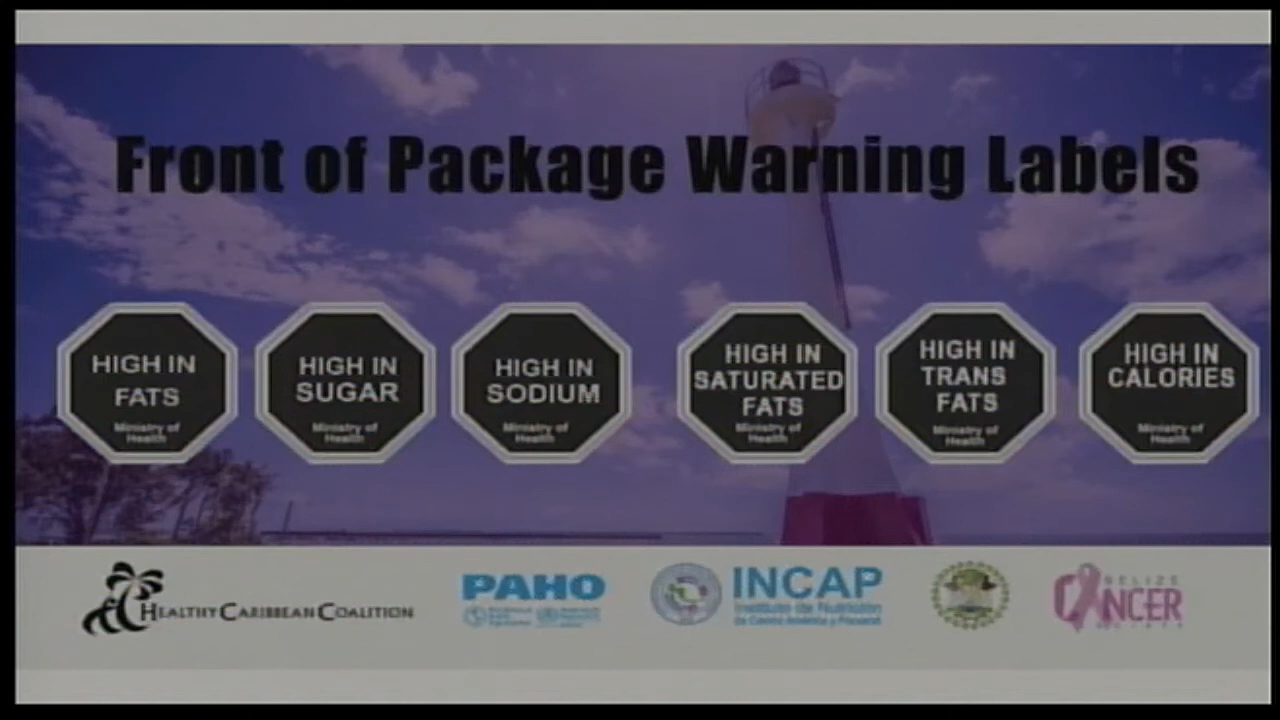 Front of Package Warning Labels
HIGH IN
FATS
Ministry of
Health
HIGH IN
SUGAR
Ministry of
Health
HIGH IN
SODIUM
Ministry of
Health
HIGH IN
SATURATED
FATS
Ministry of
Health
HIGH IN
TRANS
FATS
Ministry of
Health
HIGH IN
CALORIES
Ministry of
Health
HEALTHY CARIBBEAN COALITION
PAHO
INCAP
Instituto de Nutrición
de Centro América y Panamá
BELIZE
CANCER